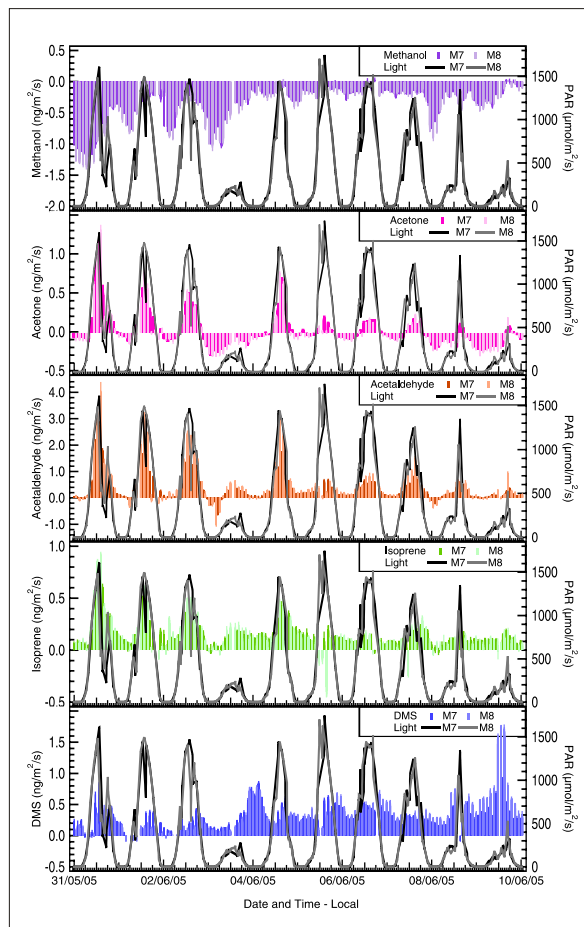 Methanol M7 M8
Light M7 M8
0.5
0.0
-0.5
-1.0
-1.5
-2.0
Methanol (ng/m²/s)
1500
1000
500
0
PAR (µmol/m²/s)
Acetone M7 M8
Light M7 M8
1.0
0.5
0.0
-0.5
Acetone (ng/m²/s)
1500
1000
500
0
PAR (µmol/m²/s)
Acetaldehyde M7 M8
Light M7 M8
4.0
3.0
2.0
1.0
0.0
-1.0
Acetaldehyde (ng/m²/s)
1500
1000
500
0
PAR (µmol/m²/s)
Isoprene M7 M8
Light M7 M8
1.0
0.5
0.0
-0.5
Isoprene (ng/m²/s)
1500
1000
500
0
PAR (µmol/m²/s)
DMS M7 M8
Light M7 M8
1.5
1.0
0.5
0.0
-0.5
DMS (ng/m²/s)
1500
1000
500
0
PAR (µmol/m²/s)
31/05/05 02/06/05 04/06/05 06/06/05 08/06/05 10/06/05
Date and Time - Local